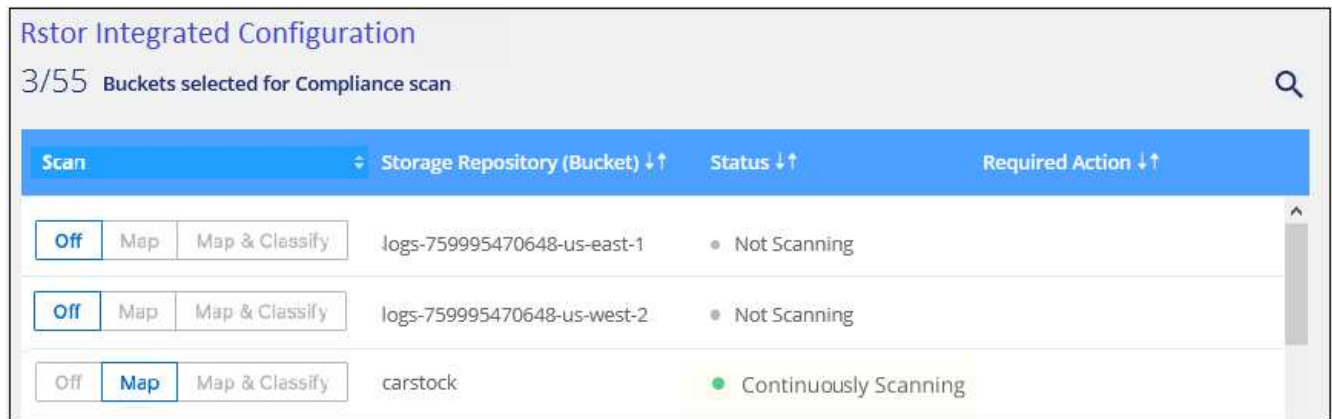 Rstor Integrated Configuration
3/55 Buckets selected for Compliance scan
Scan Storage Repository (Bucket) ↓↑ Status ↓↑ Required Action ↓↑
Off Map Map & Classify logs-759995470648-us-east-1 Not Scanning
Off Map Map & Classify logs-759995470648-us-west-2 Not Scanning
Off Map Map & Classify carstock Continuously Scanning